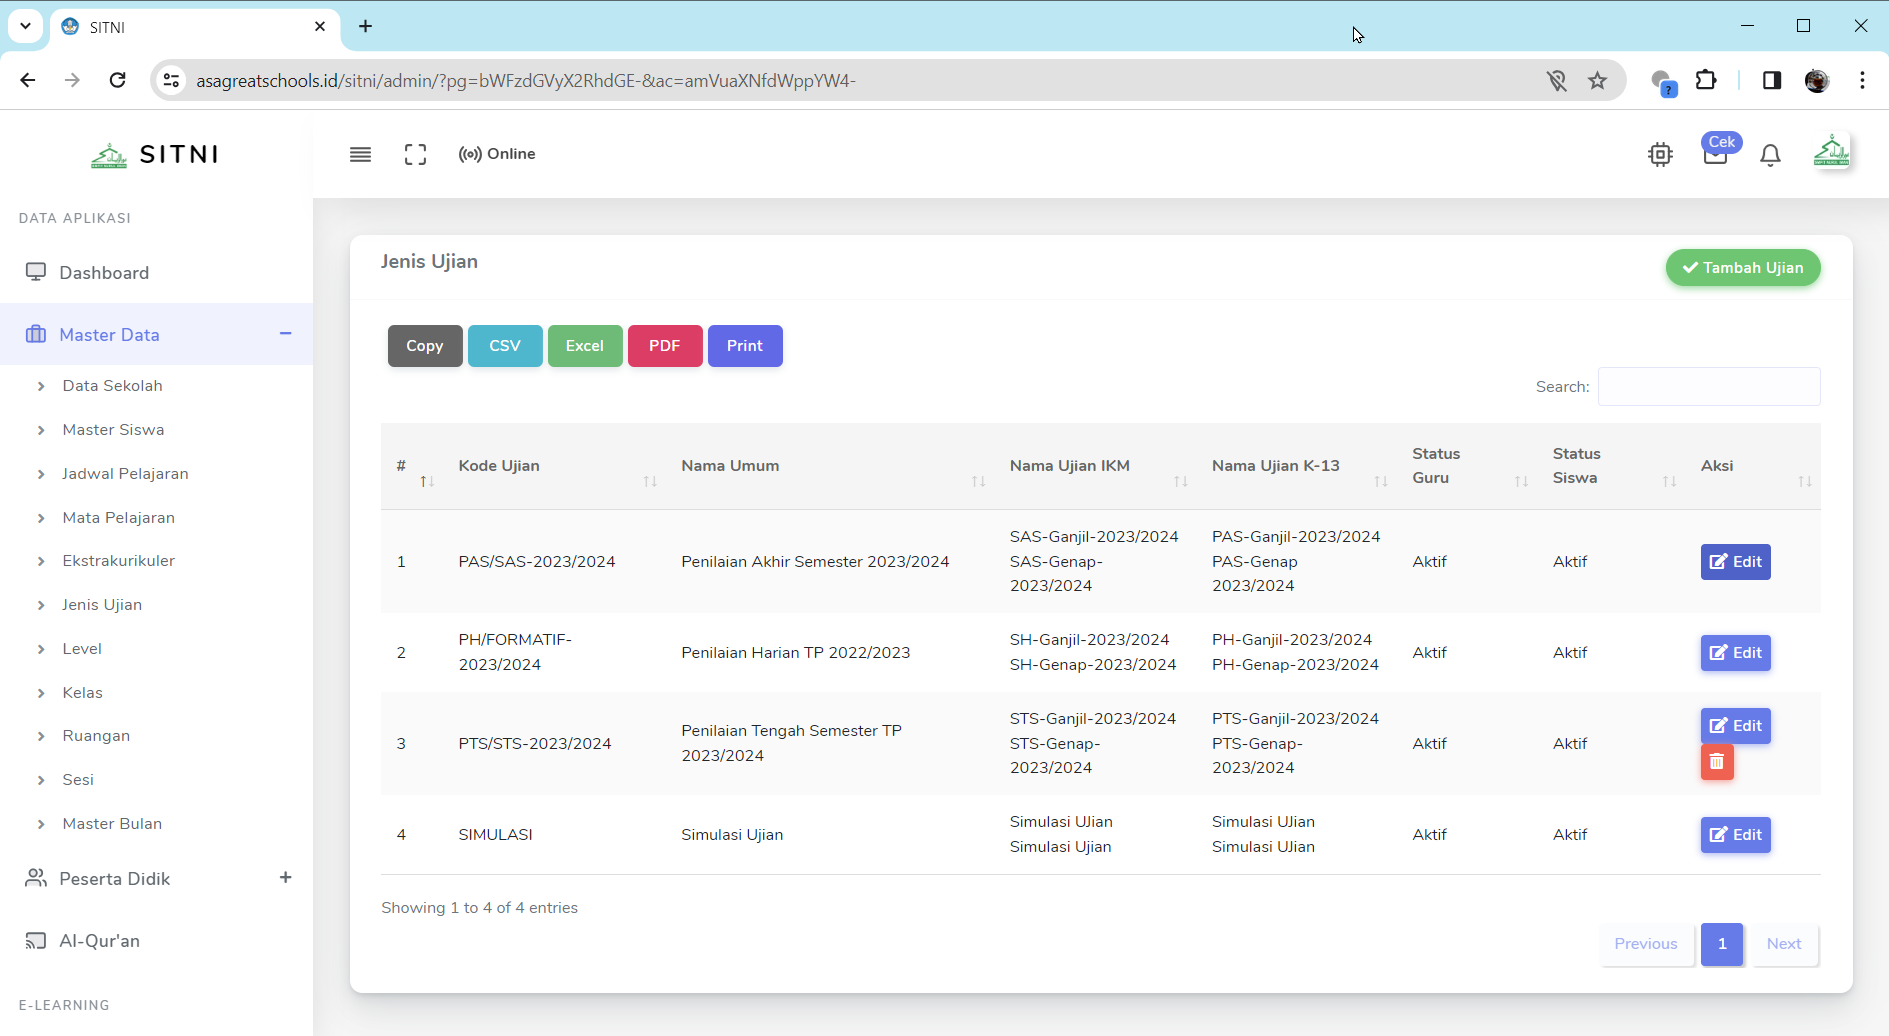 SITNI
asagreatschools.id/sitni/admin/?pg=bWFzdGVyX2RhdGE-&ac=amVuaXNfdWppYW4-
?
SITNI
Online
Cek
DATA APLIKASI
Dashboard
Master Data
Data Sekolah
Master Siswa
Jadwal Pelajaran
Mata Pelajaran
Ekstrakurikuler
Jenis Ujian
Level
Kelas
Ruangan
Sesi
Master Bulan
Peserta Didik
Al-Qur'an
E-LEARNING
Jenis Ujian
Tambah Ujian
Copy CSV Excel PDF Print
Search:
# Kode Ujian Nama Umum Nama Ujian IKM Nama Ujian K-13 Status Guru Status Siswa Aksi
1 PAS/SAS-2023/2024 Penilaian Akhir Semester 2023/2024 SAS-Ganjil-2023/2024 SAS-Genap-2023/2024 PAS-Ganjil-2023/2024 PAS-Genap 2023/2024 Aktif Aktif Edit
2 PH/FORMATIF-2023/2024 Penilaian Harian TP 2022/2023 SH-Ganjil-2023/2024 SH-Genap-2023/2024 PH-Ganjil-2023/2024 PH-Genap-2023/2024 Aktif Aktif Edit
3 PTS/STS-2023/2024 Penilaian Tengah Semester TP 2023/2024 STS-Ganjil-2023/2024 STS-Genap-2023/2024 PTS-Ganjil-2023/2024 PTS-Genap-2023/2024 Aktif Aktif Edit
4 SIMULASI Simulasi Ujian Simulasi UJian Simulasi Ujian Simulasi UJian Simulasi UJian Aktif Aktif Edit
Showing 1 to 4 of 4 entries
Previous 1 Next